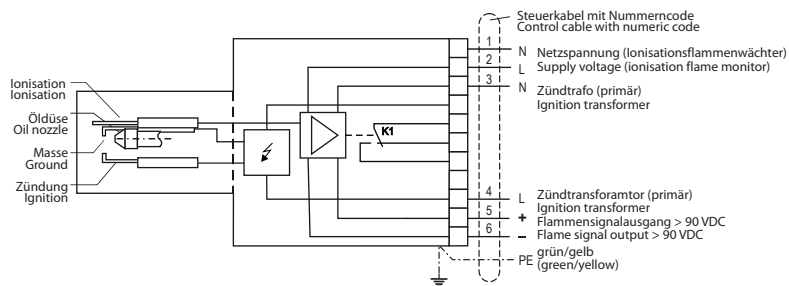 Steuerkabel mit Nummerncode
Control cable with numeric code
1 N Netzspannung (Ionisationsflammenwächter)
2 L Supply voltage (ionisation flame monitor)
3 N Zündtrafo (primär)
Ignition transformer
Ionisation
Ionisation
Öldüse
Oil nozzle
Masse
Ground
Zündung
Ignition
K1
4 L Zündtransforamtor (primär)
Ignition transformer
5 + Flammensignalausgang > 90 VDC
6 – Flame signal output > 90 VDC
PE grün/gelb
(green/yellow)